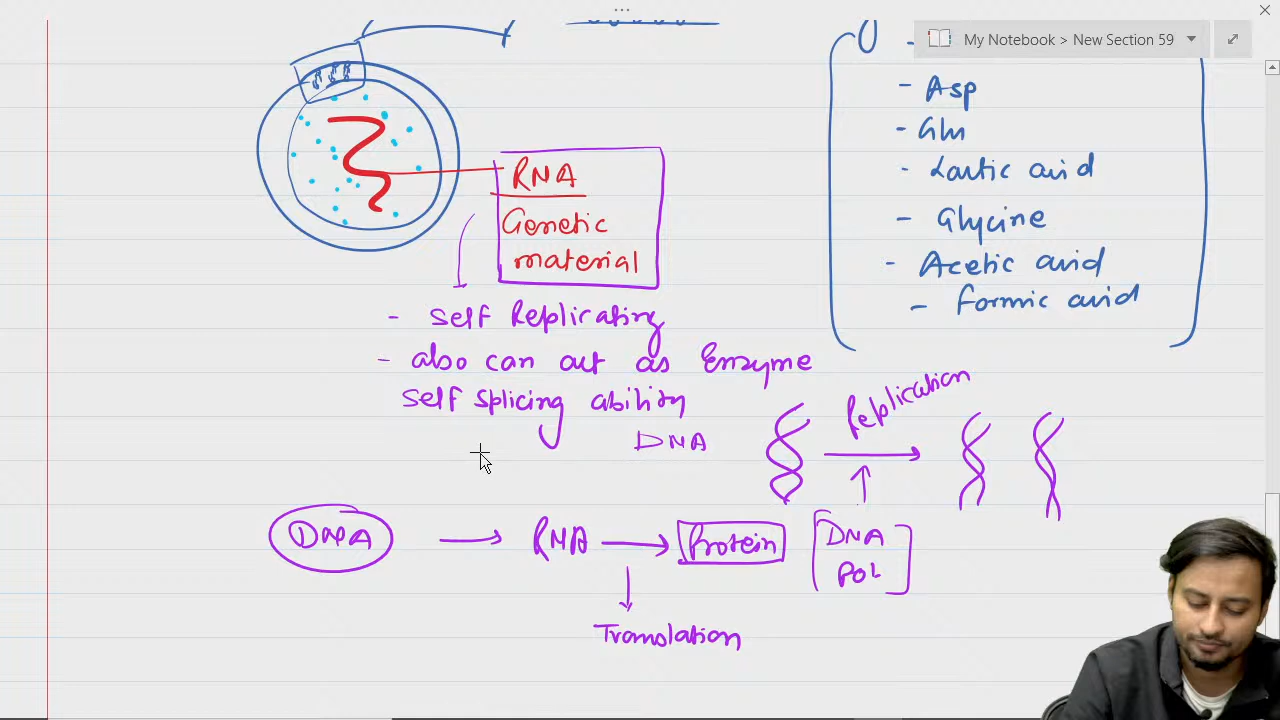 My Notebook > New Section 59
- Asp
- Glu
- Lactic acid
- Glycine
- Acetic acid
- Formic acid
RNA
Genetic
material
- Self Replicating
- also can act as Enzyme
Self splicing ability
DNA
Replication
DNA → RNA → Protein
DNA
Pol
Translation